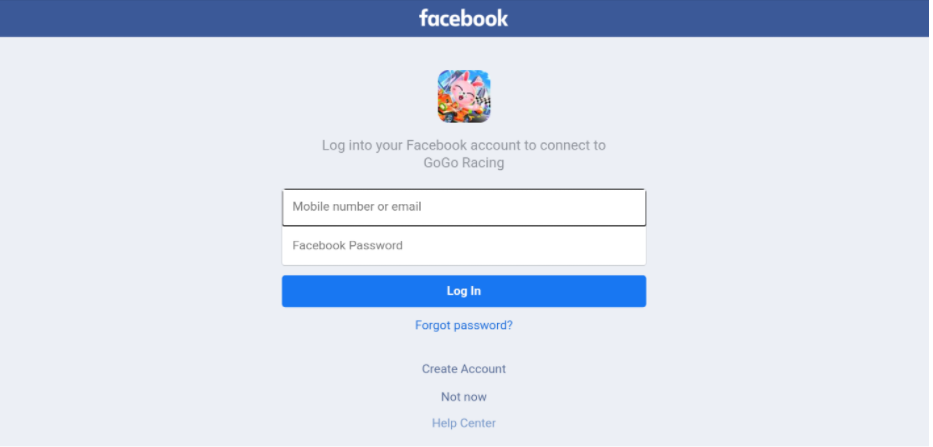 facebook
Log into your Facebook account to connect to
GoGo Racing
Mobile number or email
Facebook Password
Log In
Forgot password?
Create Account
Not now
Help Center